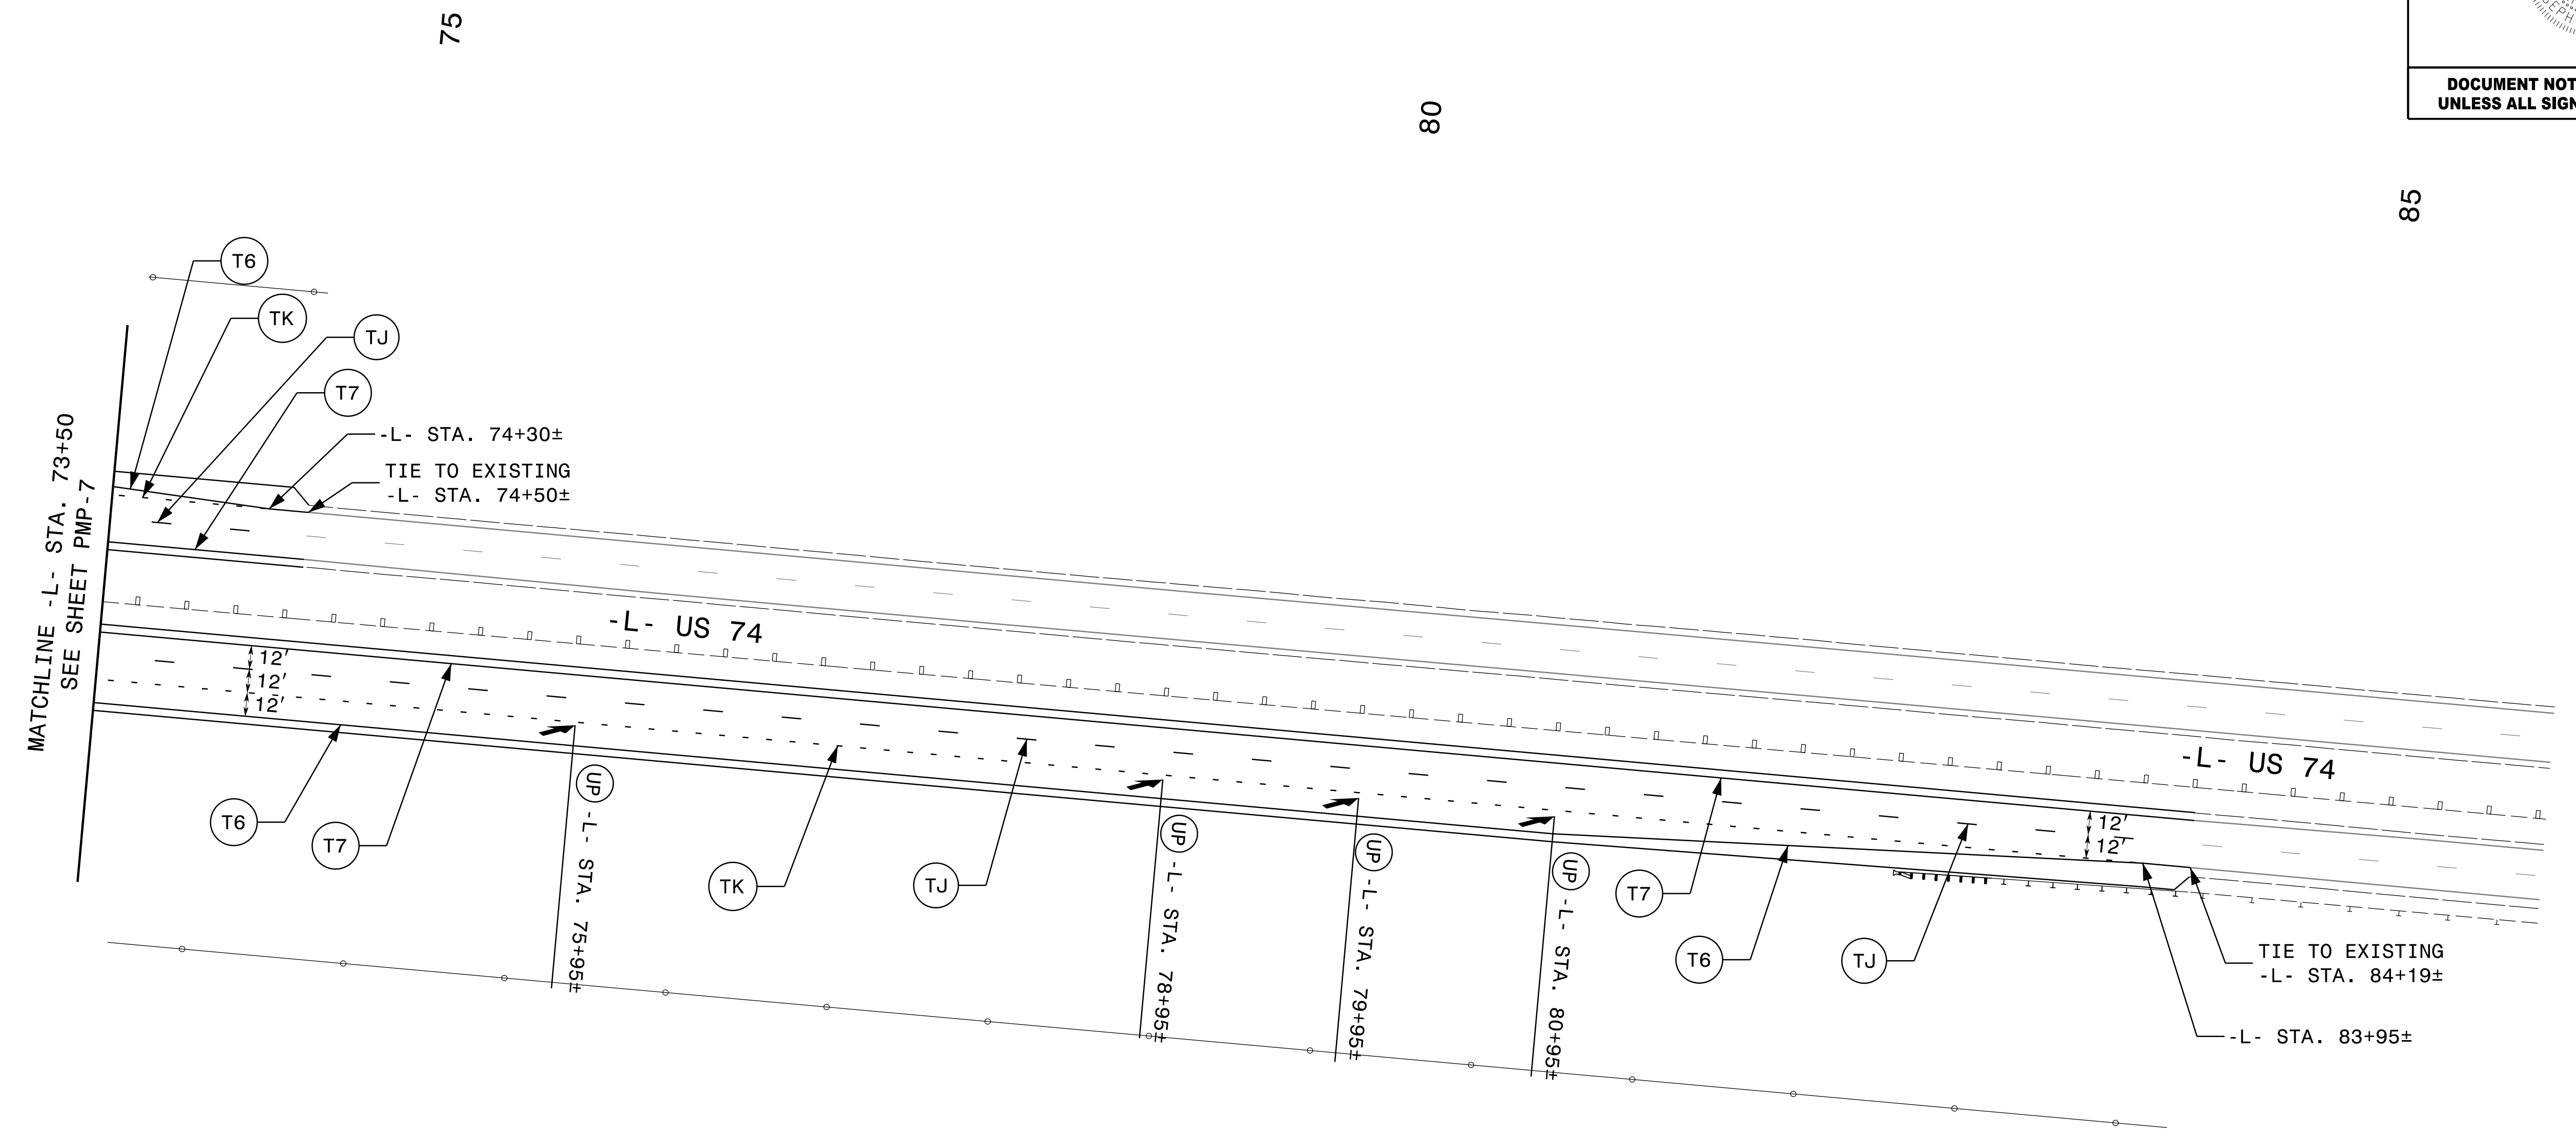 75
80
85
DOCUMENT NOT
UNLESS ALL SIGN
T6
TK
TJ
T7
-L- STA. 74+30±
TIE TO EXISTING
-L- STA. 74+50±
MATCHLINE -L- STA. 73+50
SEE SHEET PMP-7
-L- US 74
12'
12'
12'
T6
T7
UP -L- STA. 75+95±
TK
TJ
UP -L- STA. 78+95±
UP -L- STA. 79+95±
UP -L- STA. 80+95±
T7
T6
TJ
-L- US 74
12'
12'
TIE TO EXISTING
-L- STA. 84+19±
-L- STA. 83+95±